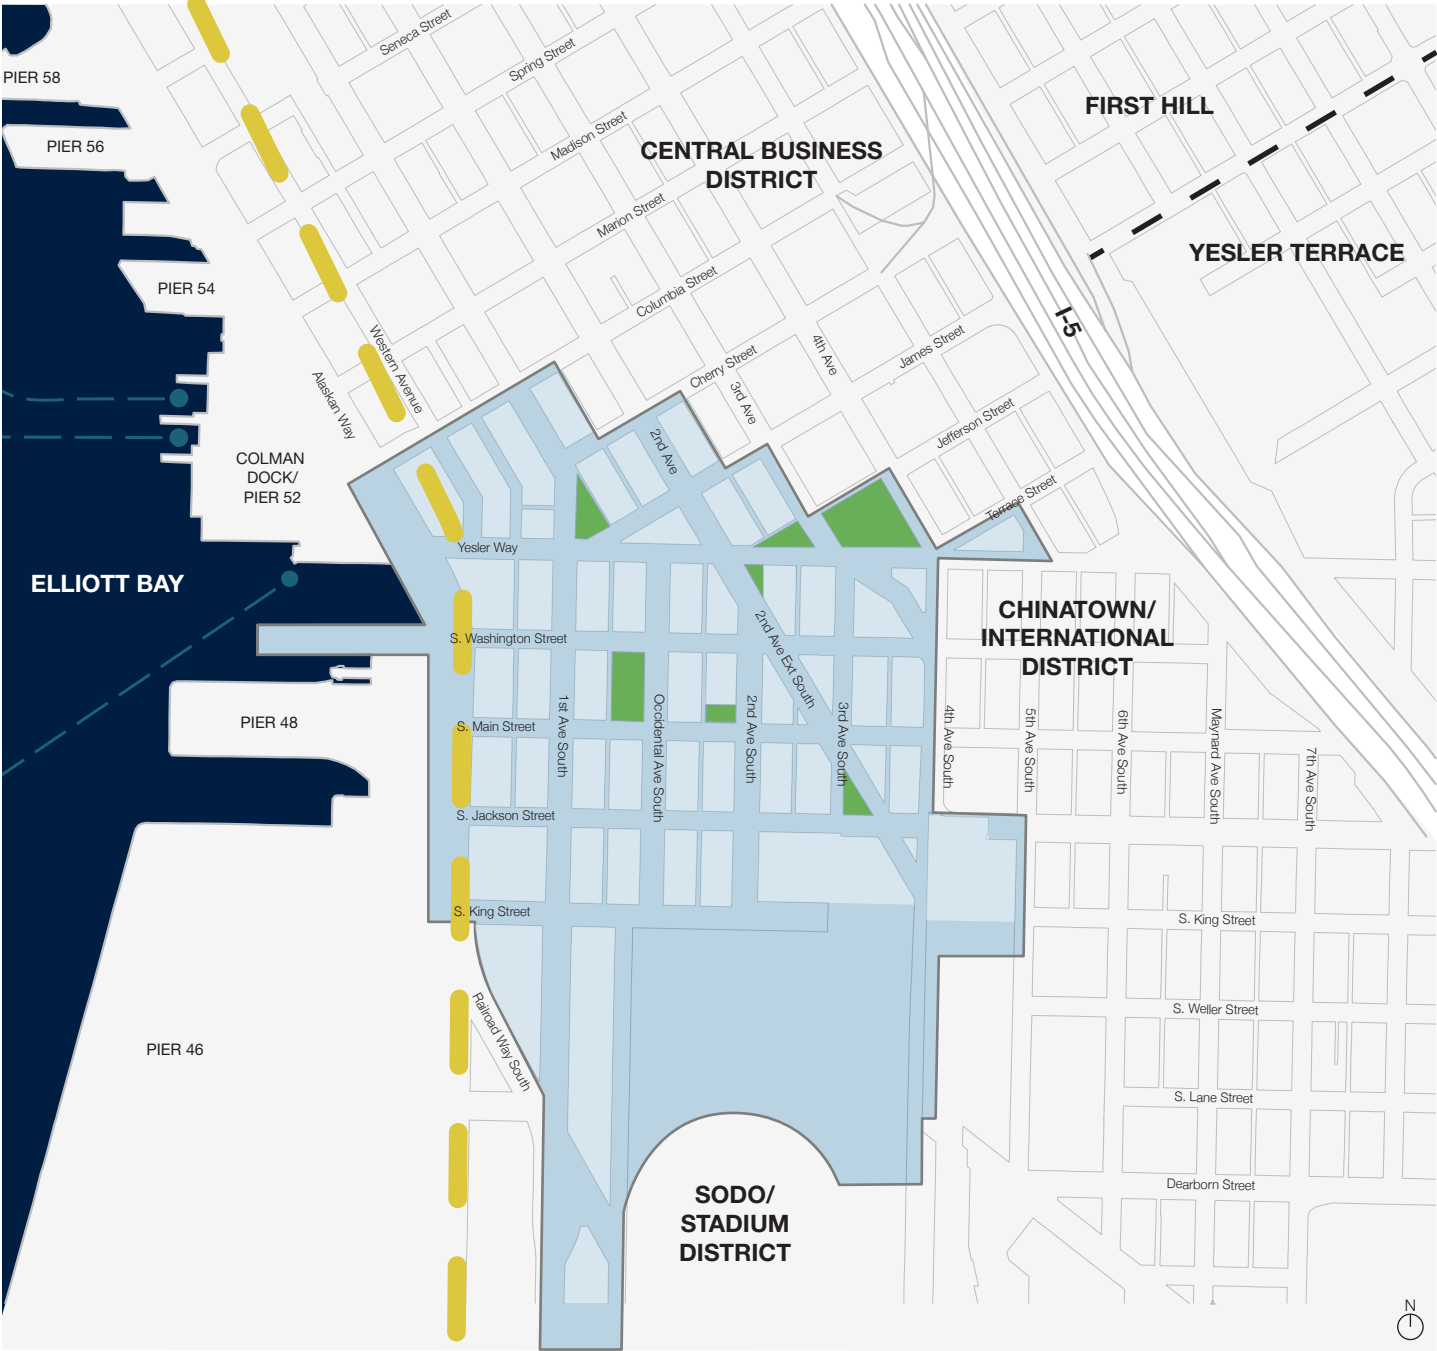 Seneca Street
Spring Street
PIER 58
FIRST HILL
Madison Street
PIER 56
CENTRAL BUSINESS
DISTRICT
Marion Street
YESLER TERRACE
PIER 54
Columbia Street
I-5
Western Avenue
4th Ave
James Street
Cherry Street
Alaskan Way
3rd Ave
Jefferson Street
2nd Ave
COLMAN
DOCK/
PIER 52
Terrace Street
Yesler Way
ELLIOTT BAY
CHINATOWN/
INTERNATIONAL
DISTRICT
S. Washington Street
2nd Ave Ext South
PIER 48
S. Main Street
1st Ave South
Occidental Ave South
2nd Ave South
3rd Ave South
4th Ave South
5th Ave South
6th Ave South
Maynard Ave South
7th Ave South
S. Jackson Street
S. King Street
S. King Street
S. Weller Street
Railroad Way South
PIER 46
S. Lane Street
Dearborn Street
SODO/
STADIUM
DISTRICT
N